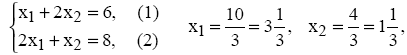 {x₁+2x₂=6, (1)
2x₁+x₂=8, (2)
x₁=10/3=3 1/3, x₂=4/3=1 1/3,